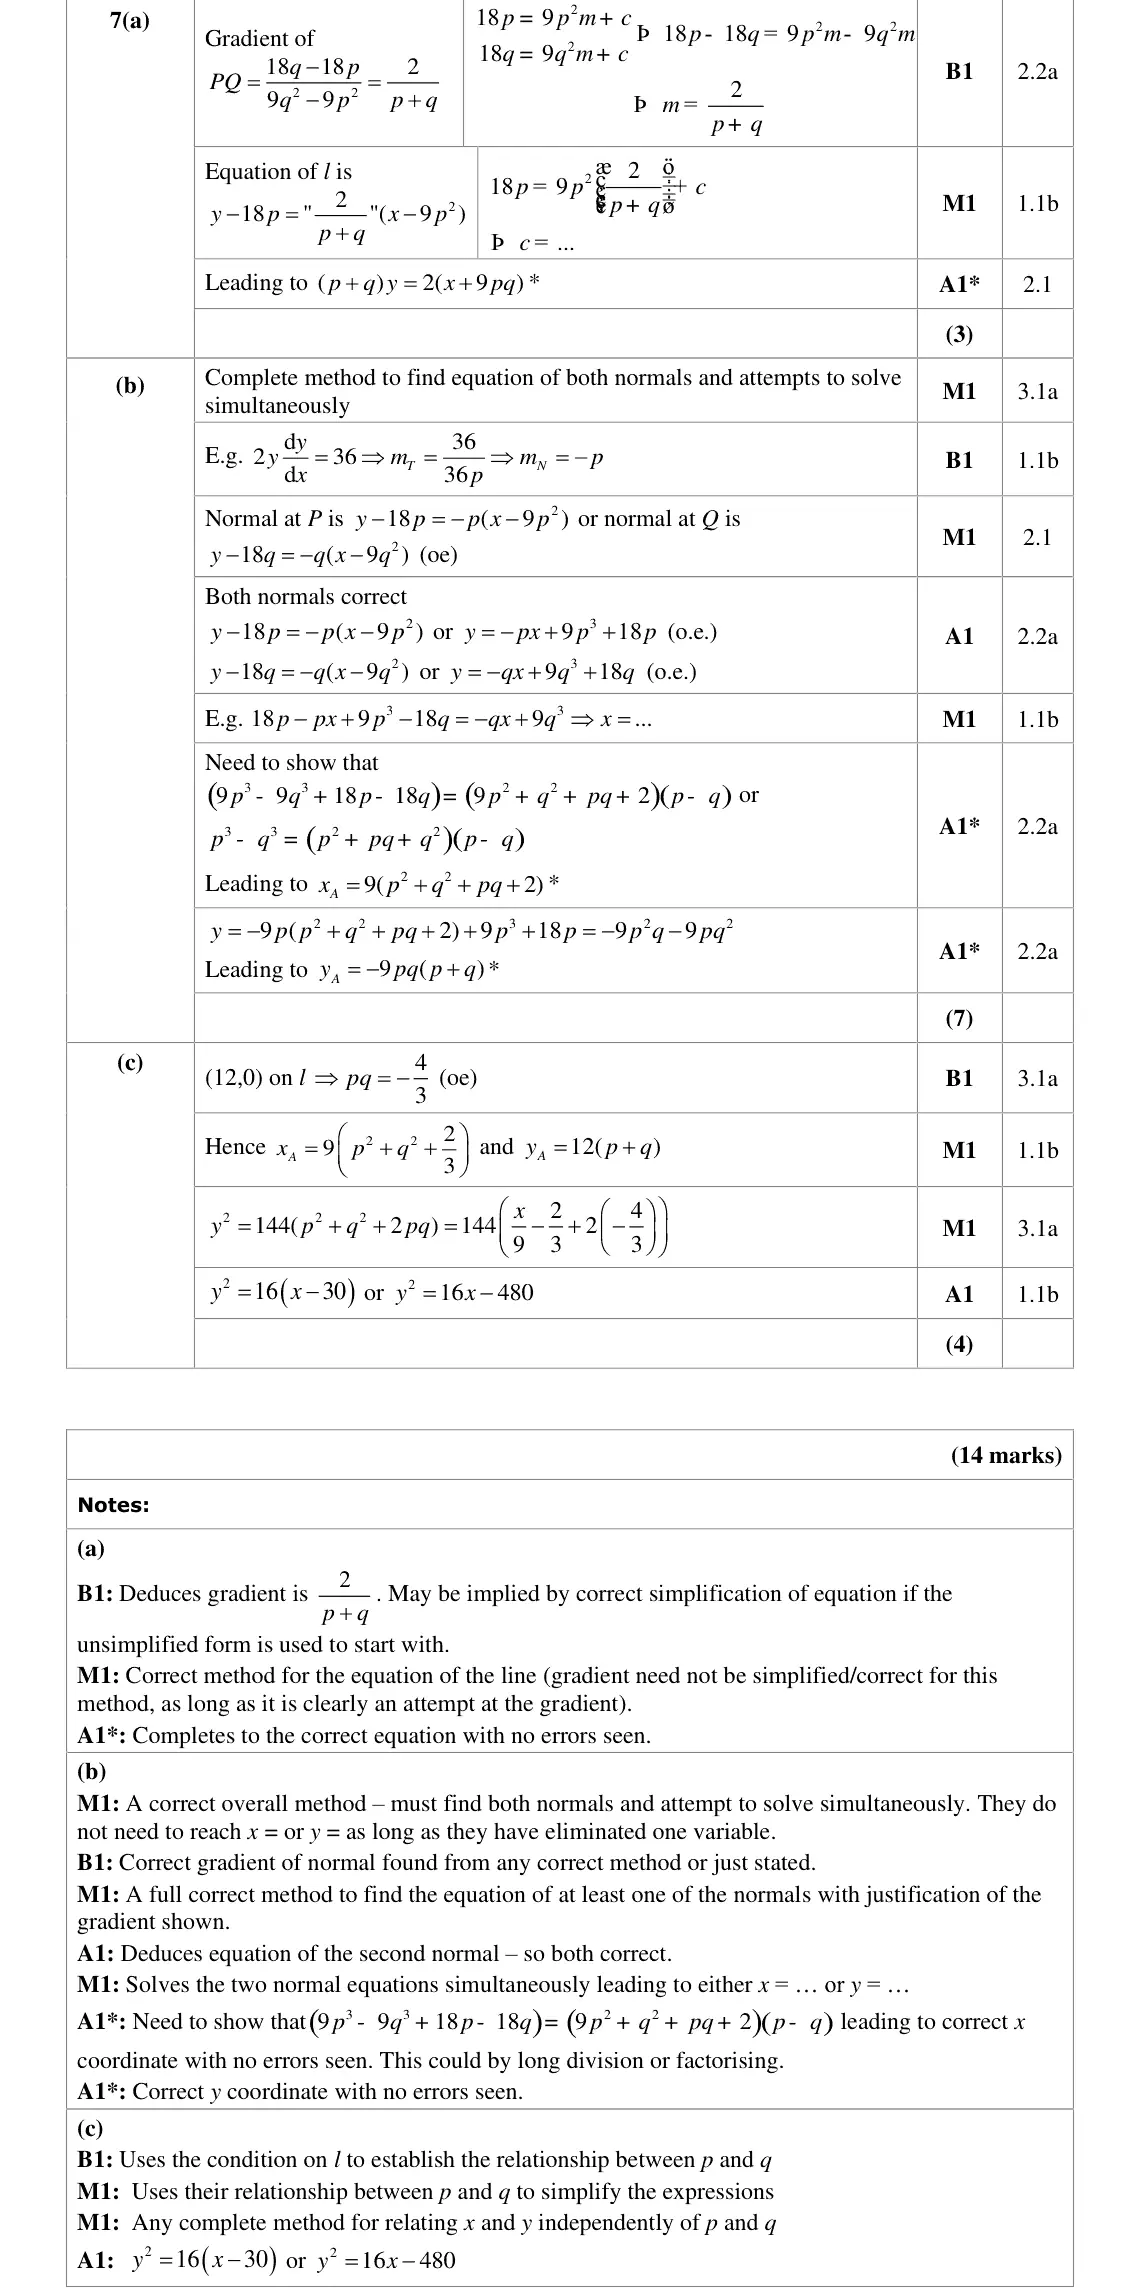 7(a)
Gradient of
PQ = (18q − 18p)/(9q² − 9p²) = 2/(p + q)
18p = 9p²m + c
18q = 9q²m + c
Þ 18p - 18q = 9p²m - 9q²m
Þ m = 2/(p + q)
B1 2.2a
Equation of l is
y − 18p = "2/(p + q)"(x − 9p²)
18p = 9p²(2/(p + q)) + c
Þ c = ...
M1 1.1b
Leading to (p + q)y = 2(x + 9pq) * A1* 2.1
(3)
(b) Complete method to find equation of both normals and attempts to solve
simultaneously
M1 3.1a
E.g. 2y dy/dx = 36 ⇒ m_T = 36/36p ⇒ m_N = −p B1 1.1b
Normal at P is y − 18p = −p(x − 9p²) or normal at Q is
y − 18q = −q(x − 9q²) (oe)
M1 2.1
Both normals correct
y − 18p = −p(x − 9p²) or y = −px + 9p³ + 18p (o.e.)
y − 18q = −q(x − 9q²) or y = −qx + 9q³ + 18q (o.e.)
A1 2.2a
E.g. 18p − px + 9p³ − 18q = −qx + 9q³ ⇒ x = ... M1 1.1b
Need to show that
(9p³ - 9q³ + 18p - 18q) = (9p² + q² + pq + 2)(p - q) or
p³ - q³ = (p² + pq + q²)(p - q)
Leading to x_A = 9(p² + q² + pq + 2) *
A1* 2.2a
y = −9p(p² + q² + pq + 2) + 9p³ + 18p = −9p²q − 9pq²
Leading to y_A = −9pq(p + q) *
A1* 2.2a
(7)
(c) (12,0) on l ⇒ pq = −4/3 (oe) B1 3.1a
Hence x_A = 9(p² + q² + 2/3) and y_A = 12(p + q) M1 1.1b
y² = 144(p² + q² + 2pq) = 144(x/9 − 2/3 + 2(−4/3)) M1 3.1a
y² = 16(x − 30) or y² = 16x − 480 A1 1.1b
(4)
(14 marks)
Notes:
(a)
B1: Deduces gradient is 2/(p + q). May be implied by correct simplification of equation if the
unsimplified form is used to start with.
M1: Correct method for the equation of the line (gradient need not be simplified/correct for this
method, as long as it is clearly an attempt at the gradient).
A1*: Completes to the correct equation with no errors seen.
(b)
M1: A correct overall method – must find both normals and attempt to solve simultaneously. They do
not need to reach x = or y = as long as they have eliminated one variable.
B1: Correct gradient of normal found from any correct method or just stated.
M1: A full correct method to find the equation of at least one of the normals with justification of the
gradient shown.
A1: Deduces equation of the second normal – so both correct.
M1: Solves the two normal equations simultaneously leading to either x = … or y = …
A1*: Need to show that (9p³ - 9q³ + 18p - 18q) = (9p² + q² + pq + 2)(p - q) leading to correct x
coordinate with no errors seen. This could by long division or factorising.
A1*: Correct y coordinate with no errors seen.
(c)
B1: Uses the condition on l to establish the relationship between p and q
M1: Uses their relationship between p and q to simplify the expressions
M1: Any complete method for relating x and y independently of p and q
A1: y² = 16(x − 30) or y² = 16x − 480